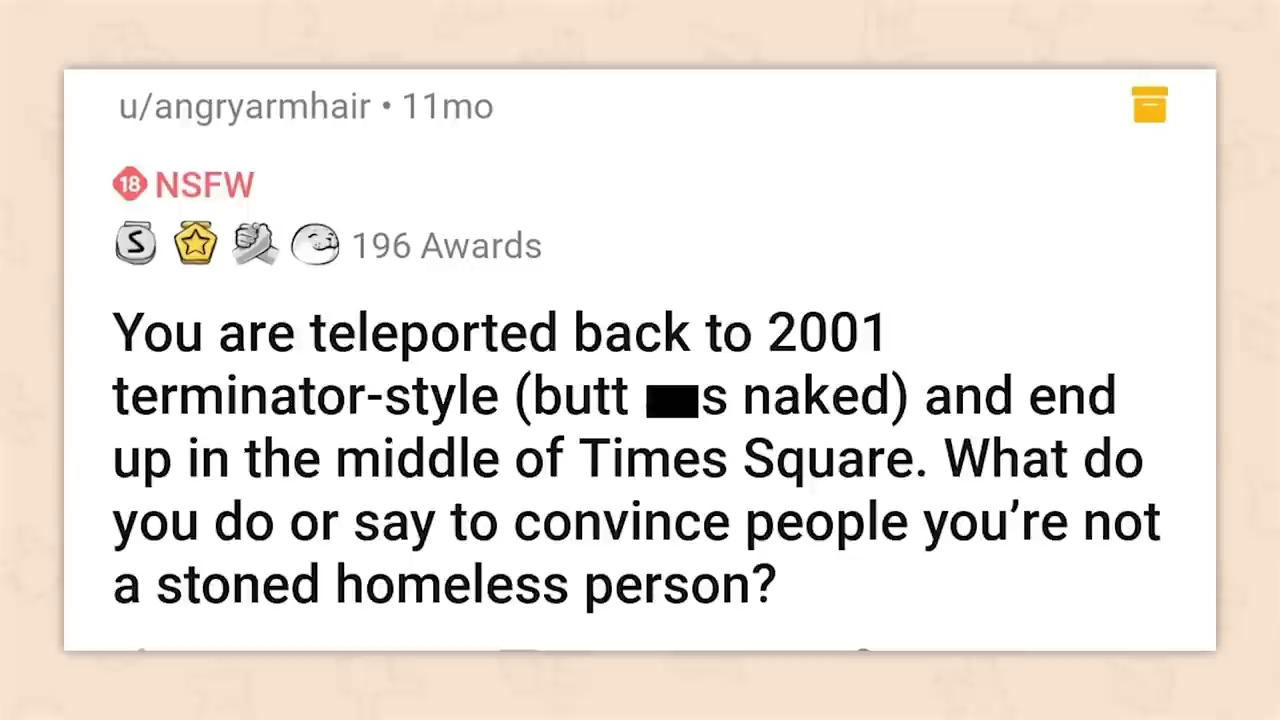 u/angryarmhair • 11mo
18 NSFW
S 196 Awards
You are teleported back to 2001
terminator-style (butt s naked) and end
up in the middle of Times Square. What do
you do or say to convince people you’re not
a stoned homeless person?